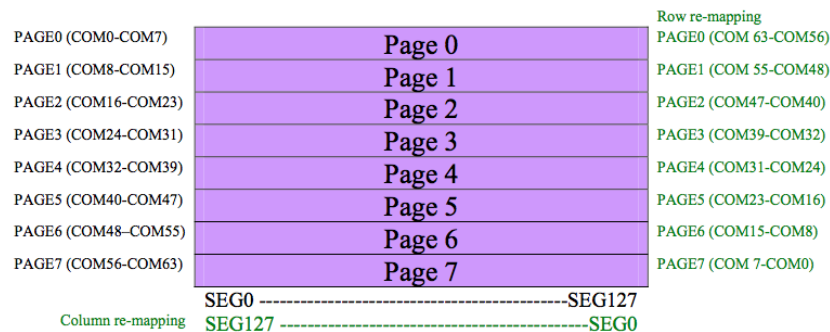 Row re-mapping
PAGE0 (COM0-COM7) Page 0 PAGE0 (COM 63-COM56)
PAGE1 (COM8-COM15) Page 1 PAGE1 (COM 55-COM48)
PAGE2 (COM16-COM23) Page 2 PAGE2 (COM47-COM40)
PAGE3 (COM24-COM31) Page 3 PAGE3 (COM39-COM32)
PAGE4 (COM32-COM39) Page 4 PAGE4 (COM31-COM24)
PAGE5 (COM40-COM47) Page 5 PAGE5 (COM23-COM16)
PAGE6 (COM48–COM55) Page 6 PAGE6 (COM15-COM8)
PAGE7 (COM56-COM63) Page 7 PAGE7 (COM 7-COM0)
SEG0 ---------------------------------------------SEG127
Column re-mapping SEG127 ---------------------------------------------SEG0